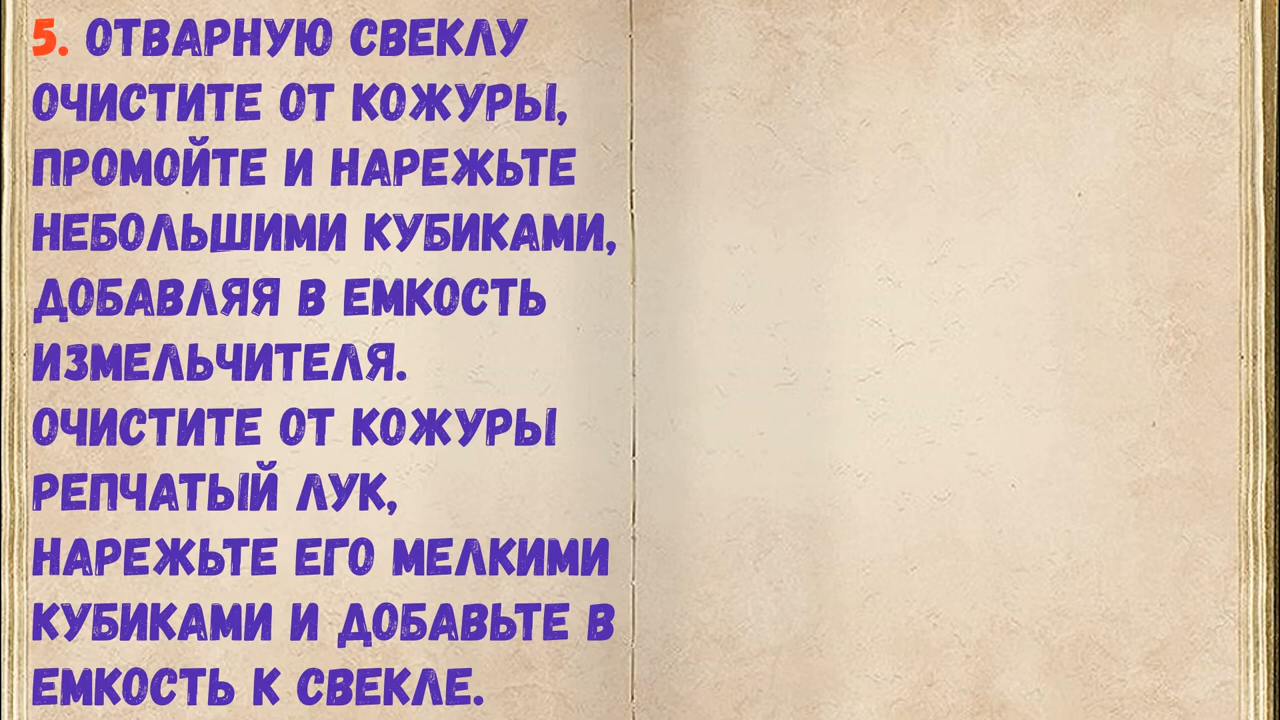 5. ОТВАРНУЮ СВЕКЛУ
ОЧИСТИТЕ ОТ КОЖУРЫ,
ПРОМОЙТЕ И НАРЕЖЬТЕ
НЕБОЛЬШИМИ КУБИКАМИ,
ДОБАВЛЯЯ В ЕМКОСТЬ
ИЗМЕЛЬЧИТЕЛЯ.
ОЧИСТИТЕ ОТ КОЖУРЫ
РЕПЧАТЫЙ ЛУК,
НАРЕЖЬТЕ ЕГО МЕЛКИМИ
КУБИКАМИ И ДОБАВЬТЕ В
ЕМКОСТЬ К СВЕКЛЕ.